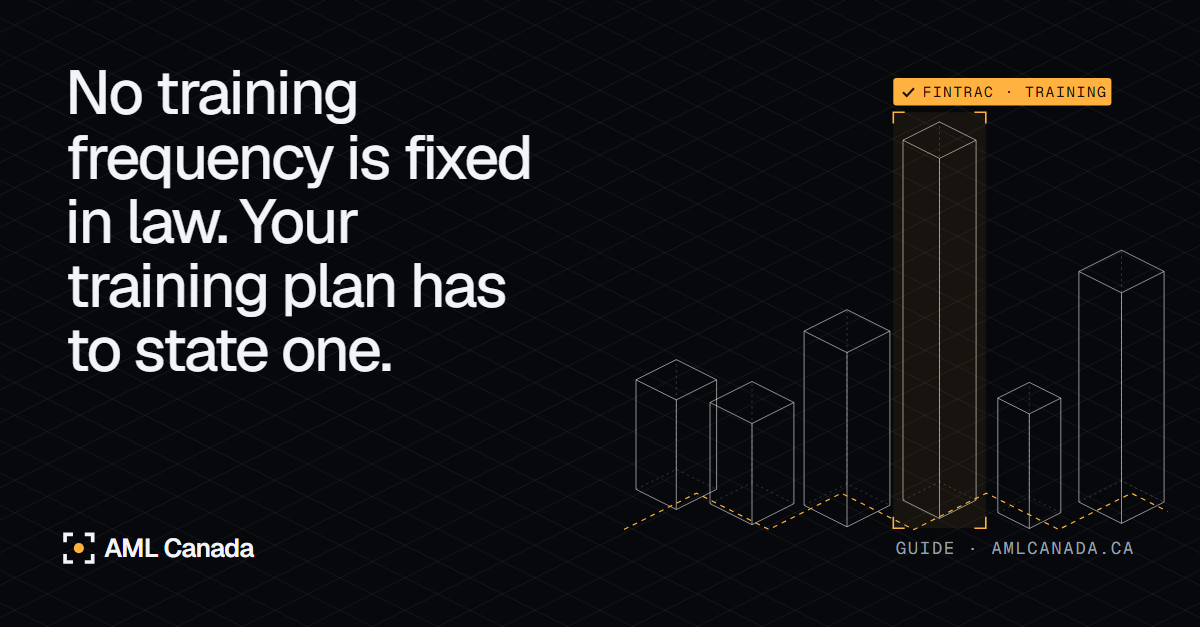 No training
frequency is fixed
in law. Your
training plan has
to state one.
FINTRAC · TRAINING
AML Canada
GUIDE · AMLCANADA.CA